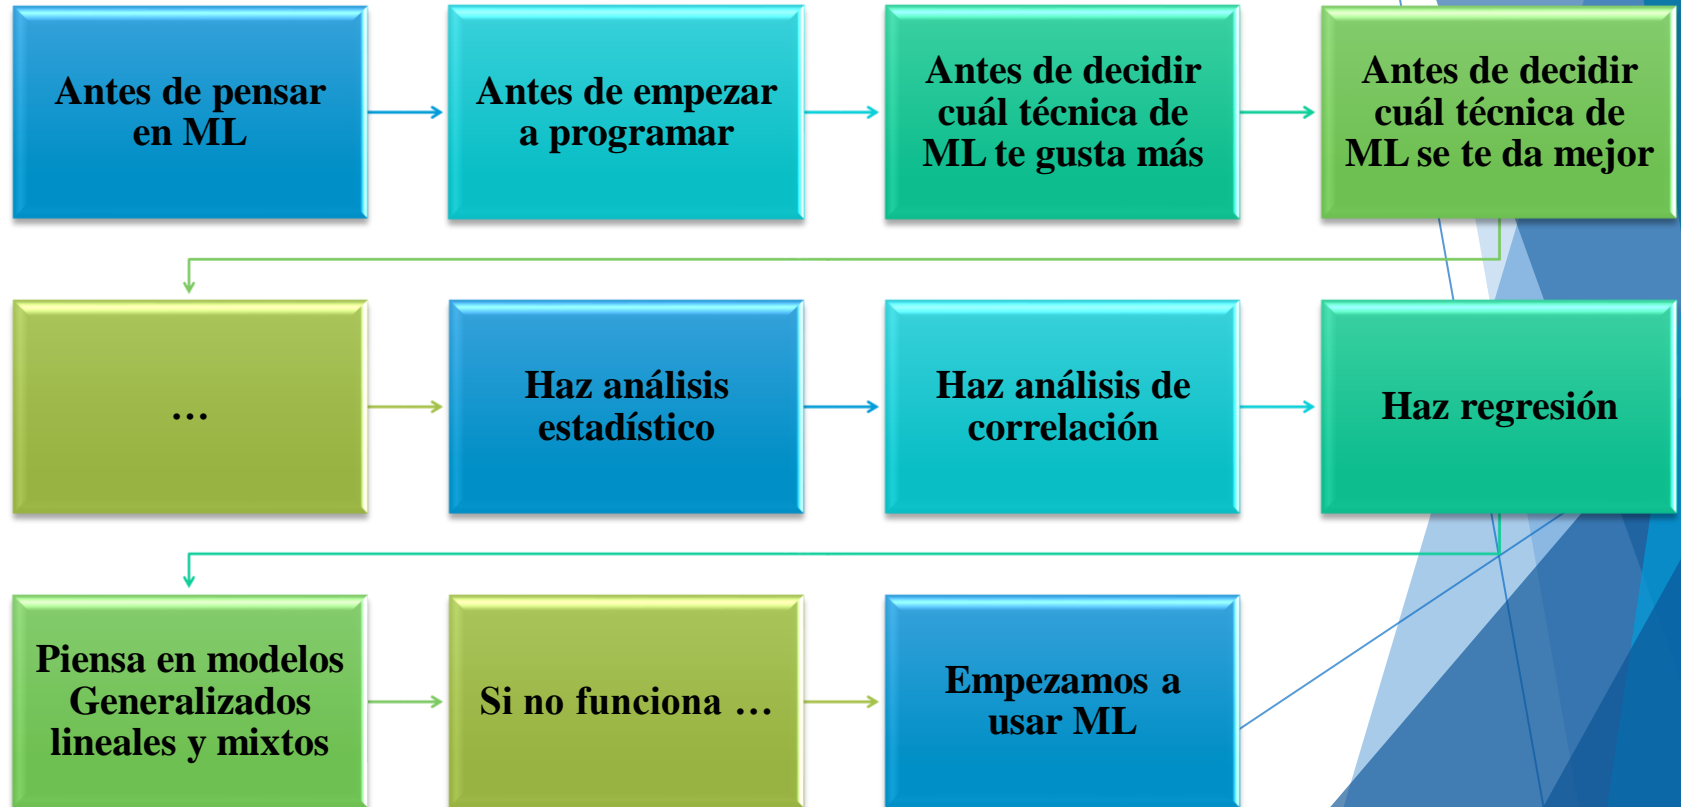 Antes de pensar
en ML
Antes de empezar
a programar
Antes de decidir
cuál técnica de
ML te gusta más
Antes de decidir
cuál técnica de
ML se te da mejor
…
Haz análisis
estadístico
Haz análisis de
correlación
Haz regresión
Piensa en modelos
Generalizados
lineales y mixtos
Si no funciona …
Empezamos a
usar ML